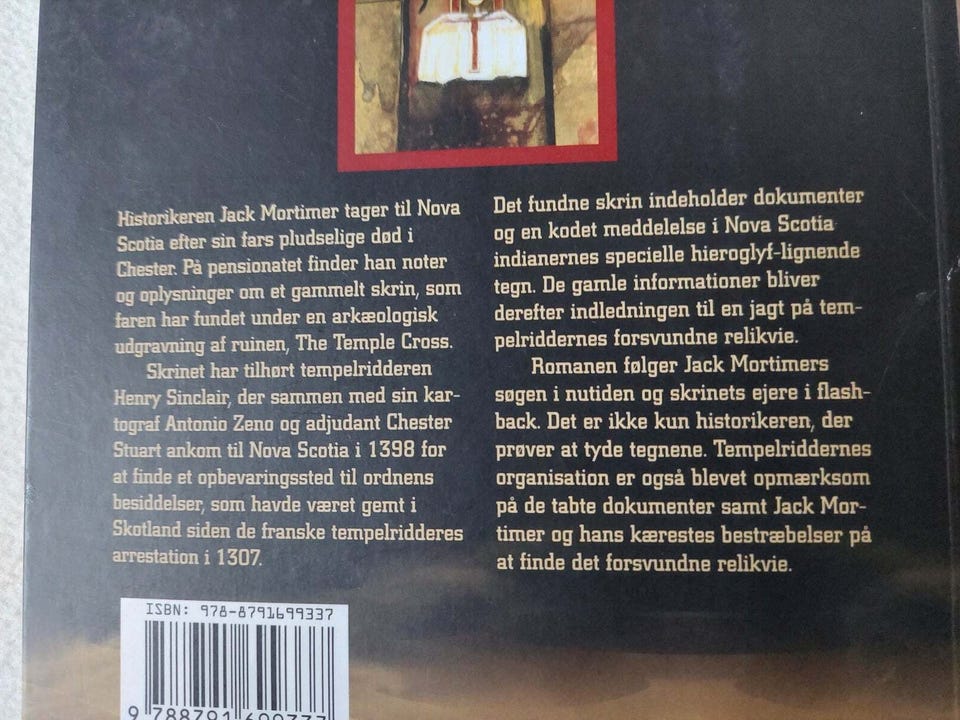 Historikeren Jack Mortimer tager til Nova
Scotia efter sin fars pludselige død i
Chester. På pensionatet finder han noter
og oplysninger om et gammelt skrin, som
faren har fundet under en arkæologisk
udgravning af ruinen, The Temple Cross.
Skrinet har tilhørt tempelridderen
Henry Sinclair, der sammen med sin kar-
tograf Antonio Zeno og adjudant Chester
Stuart ankom til Nova Scotia i 1398 for
at finde et opbevaringssted til ordnens
besiddelser, som havde været gemt i
Skotland siden de franske tempelridderes
arrestation i 1307.
Det fundne skrin indeholder dokumenter
og en kodet meddelelse i Nova Scotia
indianernes specielle hieroglyf-lignende
tegn. De gamle informationer bliver
derefter indledningen til en jagt på tem-
pelriddernes forsvundne relikvie.
Romanen følger Jack Mortimers
søgen i nutiden og skrinets ejere i flash-
back. Det er ikke kun historikeren, der
prøver at tyde tegnene. Tempelriddernes
organisation er også blevet opmærksom
på de tabte dokumenter samt Jack Mor-
timer og hans kærestes bestræbelser på
at finde det forsvundne relikvie.
ISBN: 978-8791699337
9 788791 699337